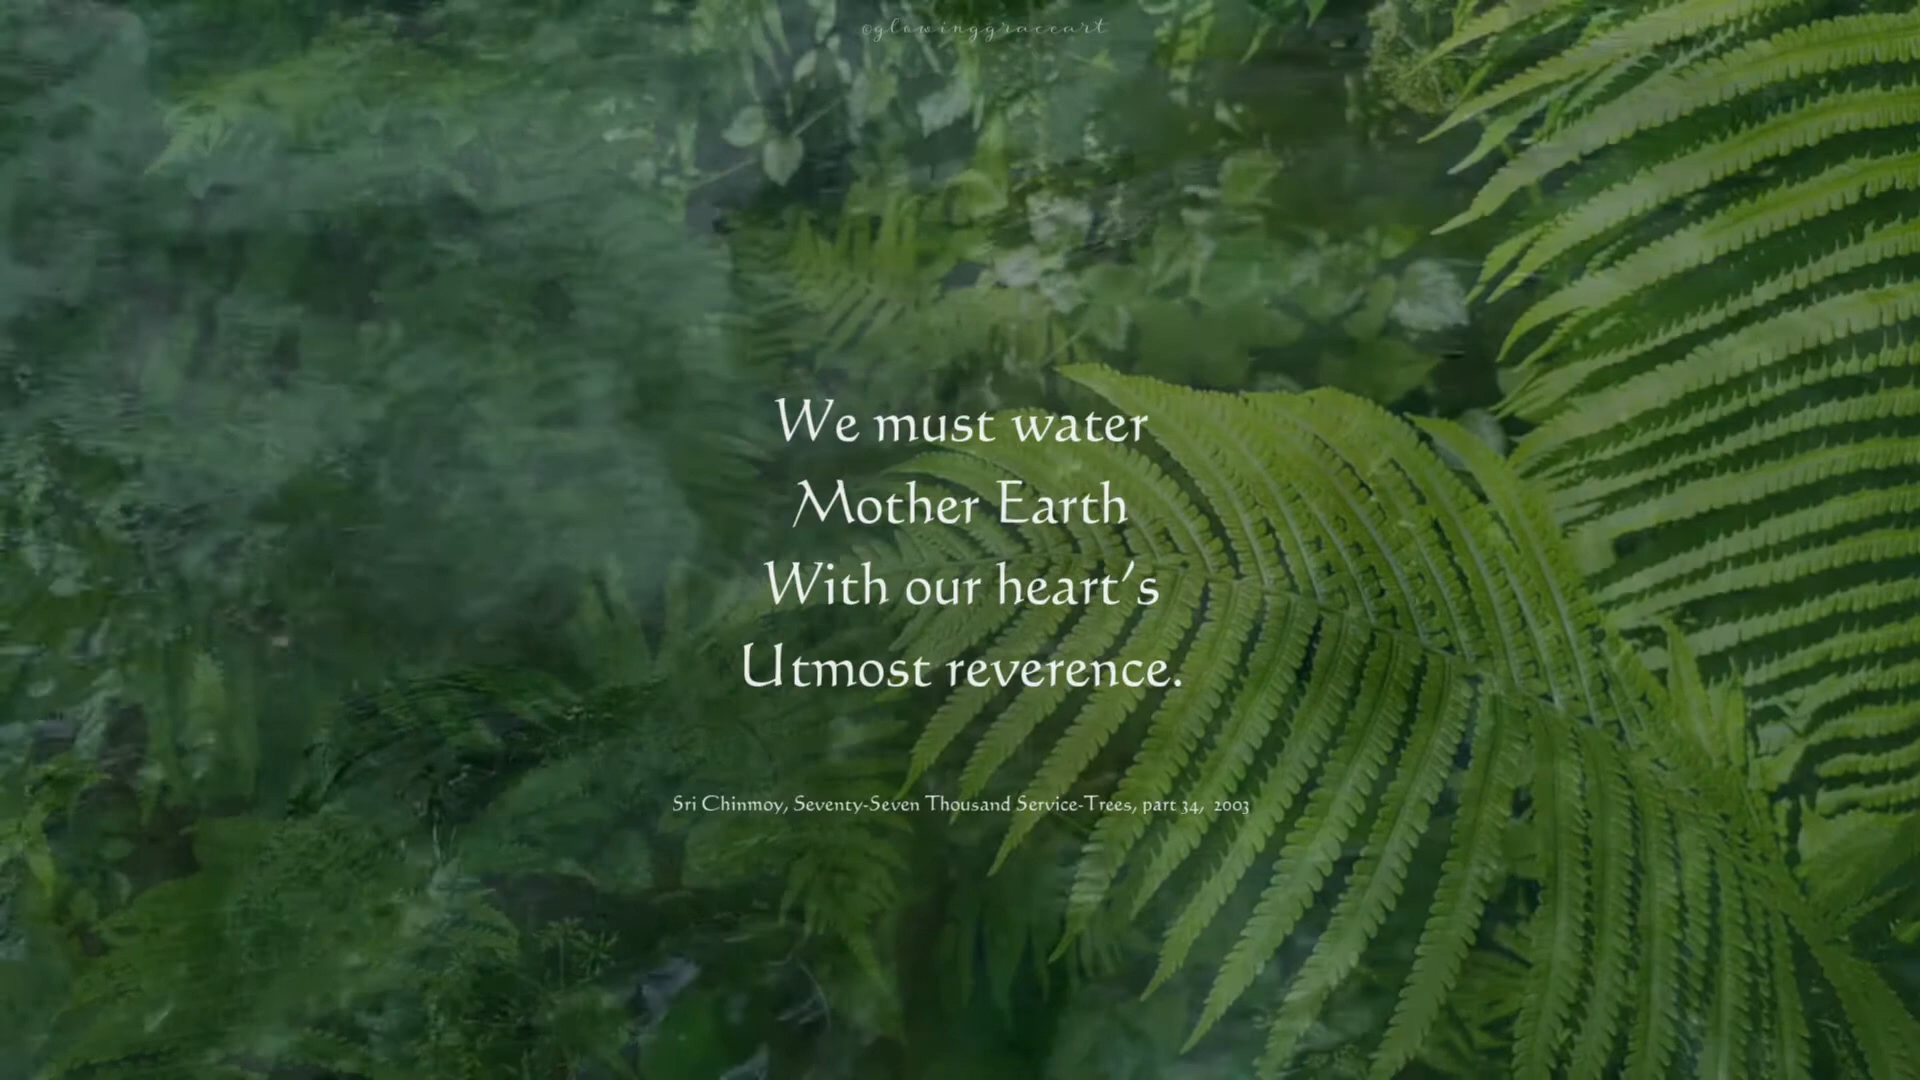 @glowinggraceart
We must water
Mother Earth
With our heart's
Utmost reverence.
Sri Chinmoy, Seventy-Seven Thousand Service-Trees, part 34, 2003